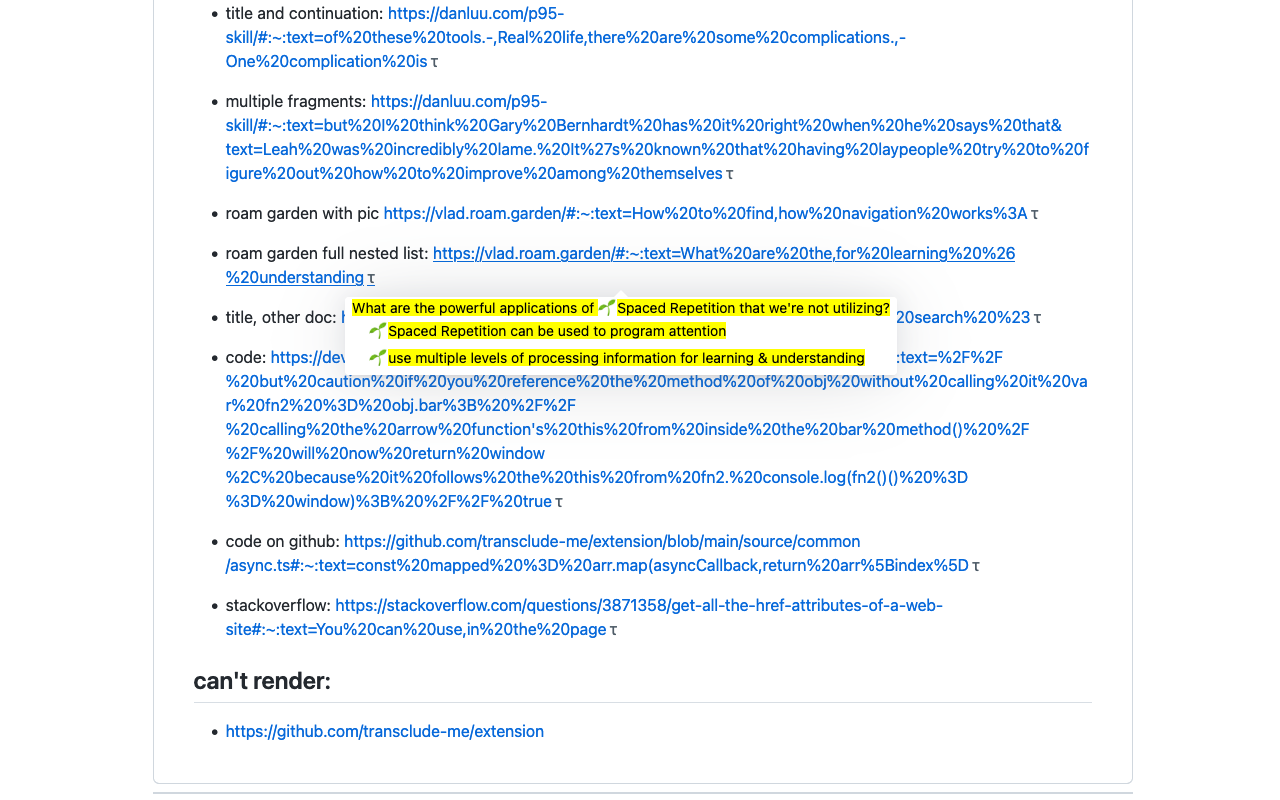 title and continuation: https://danluu.com/p95-
skill/#:~:text=of%20these%20tools.-,Real%20life,there%20are%20some%20complications.,-
One%20complication%20is τ
multiple fragments: https://danluu.com/p95-
skill/#:~:text=but%20I%20think%20Gary%20Bernhardt%20has%20it%20right%20when%20he%20says%20that&
text=Leah%20was%20incredibly%20lame.%20It%27s%20known%20that%20having%20laypeople%20try%20to%20f
igure%20out%20how%20to%20improve%20among%20themselves τ
roam garden with pic https://vlad.roam.garden/#:~:text=How%20to%20find,how%20navigation%20works%3A τ
roam garden full nested list: https://vlad.roam.garden/#:~:text=What%20are%20the,for%20learning%20%26
%20understanding τ
What are the powerful applications of 🌱Spaced Repetition that we're not utilizing?
title, other doc: 20search%20%23 τ
🌱Spaced Repetition can be used to program attention
code: https://dev :text=%2F%2F
🌱use multiple levels of processing information for learning & understanding
%20but%20caution%20if%20you%20reference%20the%20method%20of%20obj%20without%20calling%20it%20va
r%20fn2%20%3D%20obj.bar%3B%20%2F%2F
%20calling%20the%20arrow%20function's%20this%20from%20inside%20the%20bar%20method()%20%2F
%2F%20will%20now%20return%20window
%2C%20because%20it%20follows%20the%20this%20from%20fn2.%20console.log(fn2()()%20%3D
%3D%20window)%3B%20%2F%2F%20true τ
code on github: https://github.com/transclude-me/extension/blob/main/source/common
/async.ts#:~:text=const%20mapped%20%3D%20arr.map(asyncCallback,return%20arr%5Bindex%5D τ
stackoverflow: https://stackoverflow.com/questions/3871358/get-all-the-href-attributes-of-a-web-
site#:~:text=You%20can%20use,in%20the%20page τ
can't render:
https://github.com/transclude-me/extension